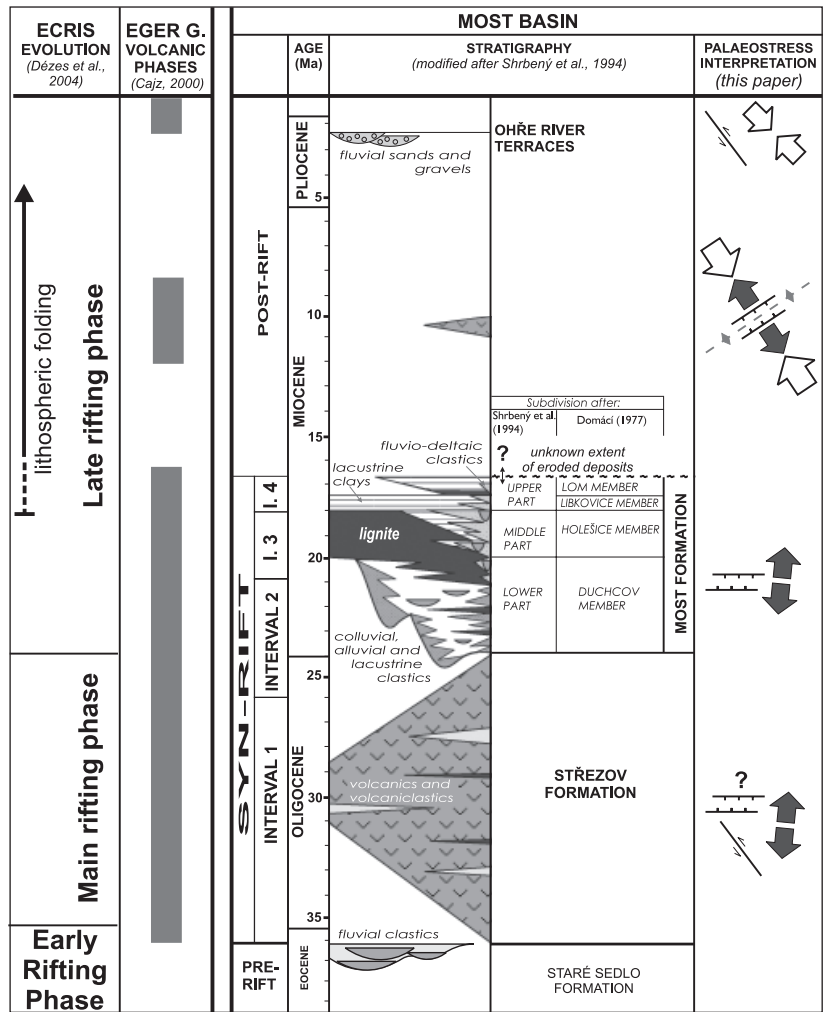 ECRIS
EVOLUTION
(Dézes et al.,
2004)
EGER G.
VOLCANIC
PHASES
(Cajz, 2000)
MOST BASIN
AGE
(Ma)
STRATIGRAPHY
(modified after Shrbený et al., 1994)
PALAEOSTRESS
INTERPRETATION
(this paper)
lithospheric folding
Late rifting phase
Main rifting phase
Early
Rifting
Phase
POST-RIFT
SYN-RIFT
I. 4
I. 3
INTERVAL 2
INTERVAL 1
PRE-
RIFT
PLIOCENE
MIOCENE
OLIGOCENE
EOCENE
5
10
15
20
25
30
35
fluvial sands and
gravels
OHŘE RIVER
TERRACES
Subdivision after:
Shrbený et al.
(1994)
Domácí (1977)
fluvio-deltaic
clastics
lacustrine
clays
?
unknown extent
of eroded deposits
UPPER
PART
LOM MEMBER
LIBKOVICE MEMBER
lignite
MIDDLE
PART
HOLEŠICE MEMBER
LOWER
PART
DUCHCOV
MEMBER
MOST FORMATION
colluvial,
alluvial and
lacustrine
clastics
volcanics and
volcaniclastics
STŘEZOV
FORMATION
?
fluvial clastics
STARÉ SEDLO
FORMATION